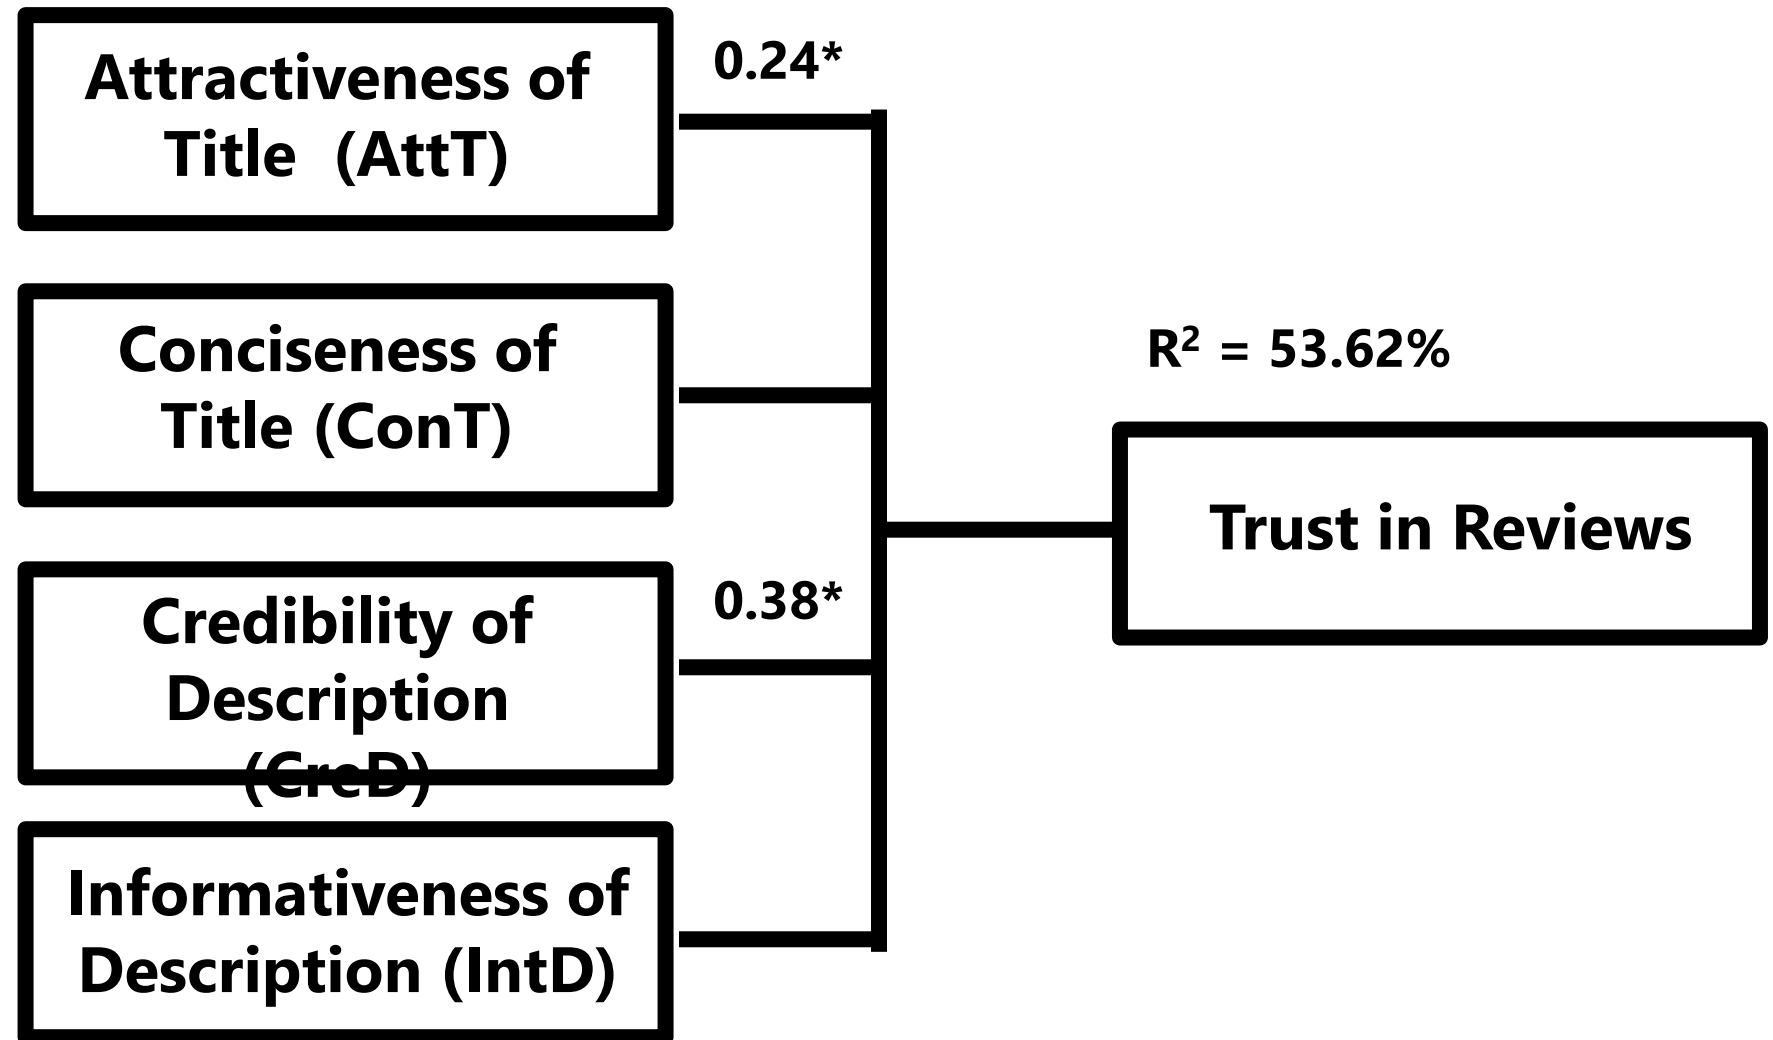 Attractiveness of
Title (AttT)
0.24*
Conciseness of
Title (ConT)
R² = 53.62%
Trust in Reviews
Credibility of
Description
(CreD)
0.38*
Informativeness of
Description (IntD)